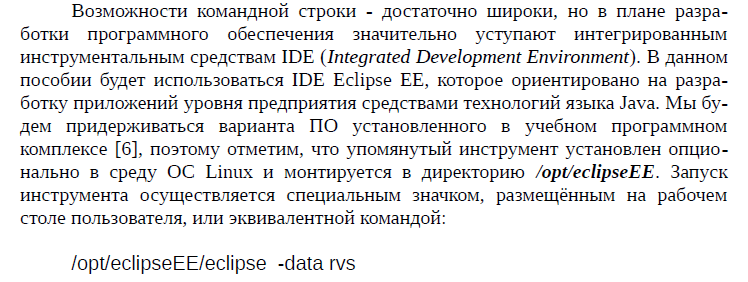 Возможности командной строки - достаточно широки, но в плане разра-
ботки программного обеспечения значительно уступают интегрированным
инструментальным средствам IDE (Integrated Development Environment). В данном
пособии будет использоваться IDE Eclipse EE, которое ориентировано на разра-
ботку приложений уровня предприятия средствами технологий языка Java. Мы бу-
дем придерживаться варианта ПО установленного в учебном программном
комплексе [6], поэтому отметим, что упомянутый инструмент установлен опцио-
нально в среду ОС Linux и монтируется в директорию /opt/eclipseEE. Запуск
инструмента осуществляется специальным значком, размещённым на рабочем
столе пользователя, или эквивалентной командой:
/opt/eclipseEE/eclipse -data rvs